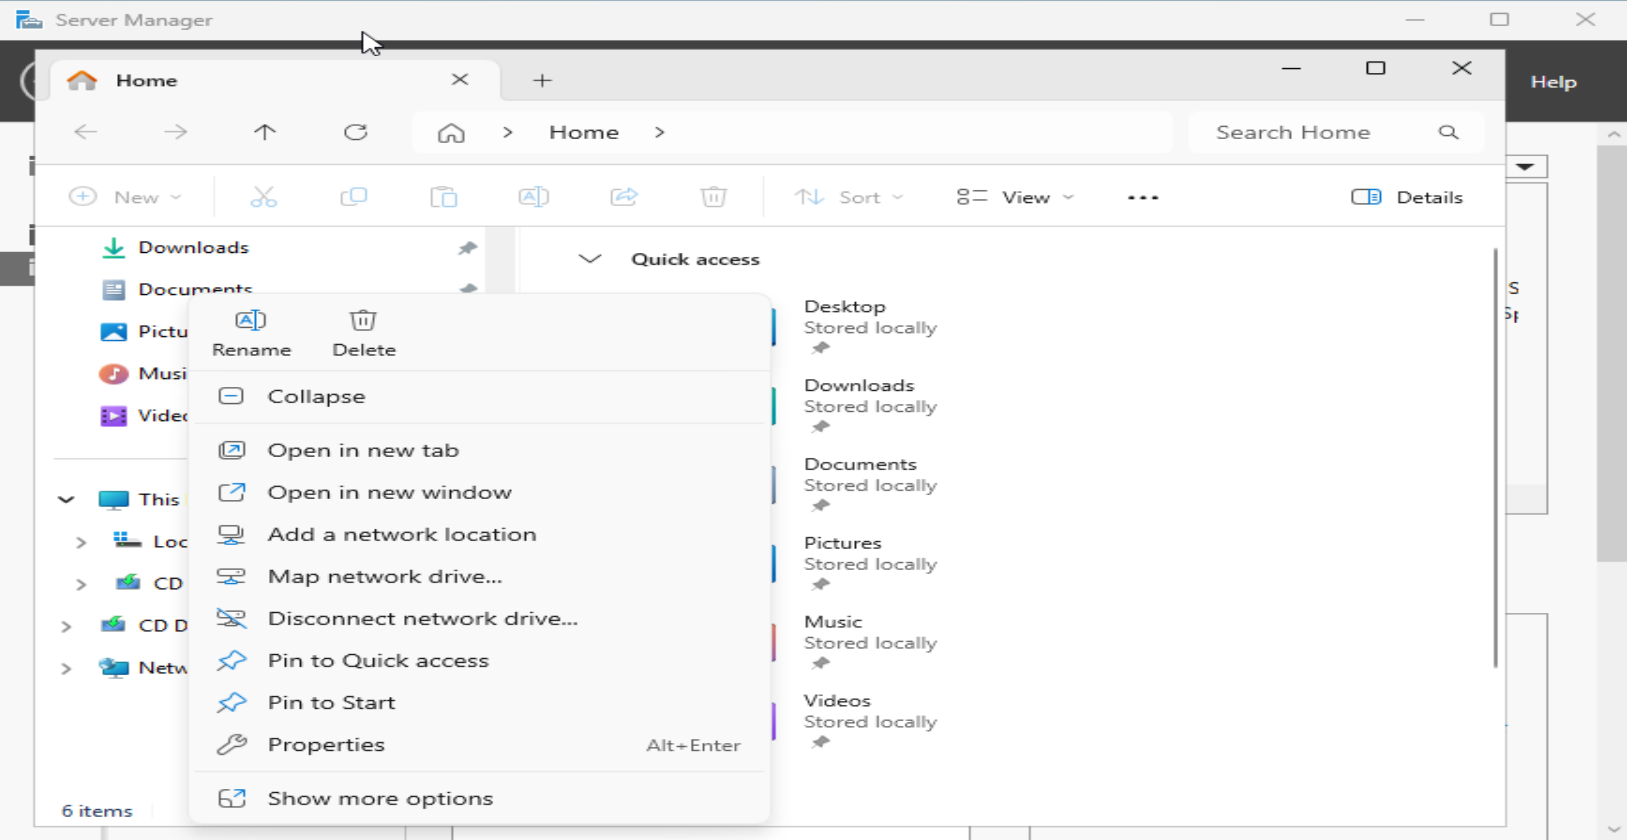 Server Manager
Home
Help
Home
Search Home
New
Sort
View
Details
Downloads
Documents
Quick access
Rename
Delete
Collapse
Open in new tab
Open in new window
Add a network location
Map network drive...
Disconnect network drive...
Pin to Quick access
Pin to Start
Properties
Alt+Enter
Show more options
Desktop
Stored locally
Downloads
Stored locally
Documents
Stored locally
Pictures
Stored locally
Music
Stored locally
Videos
Stored locally
Pictu
Musi
Videc
This
Loc
CD
CD D
Netw
6 items